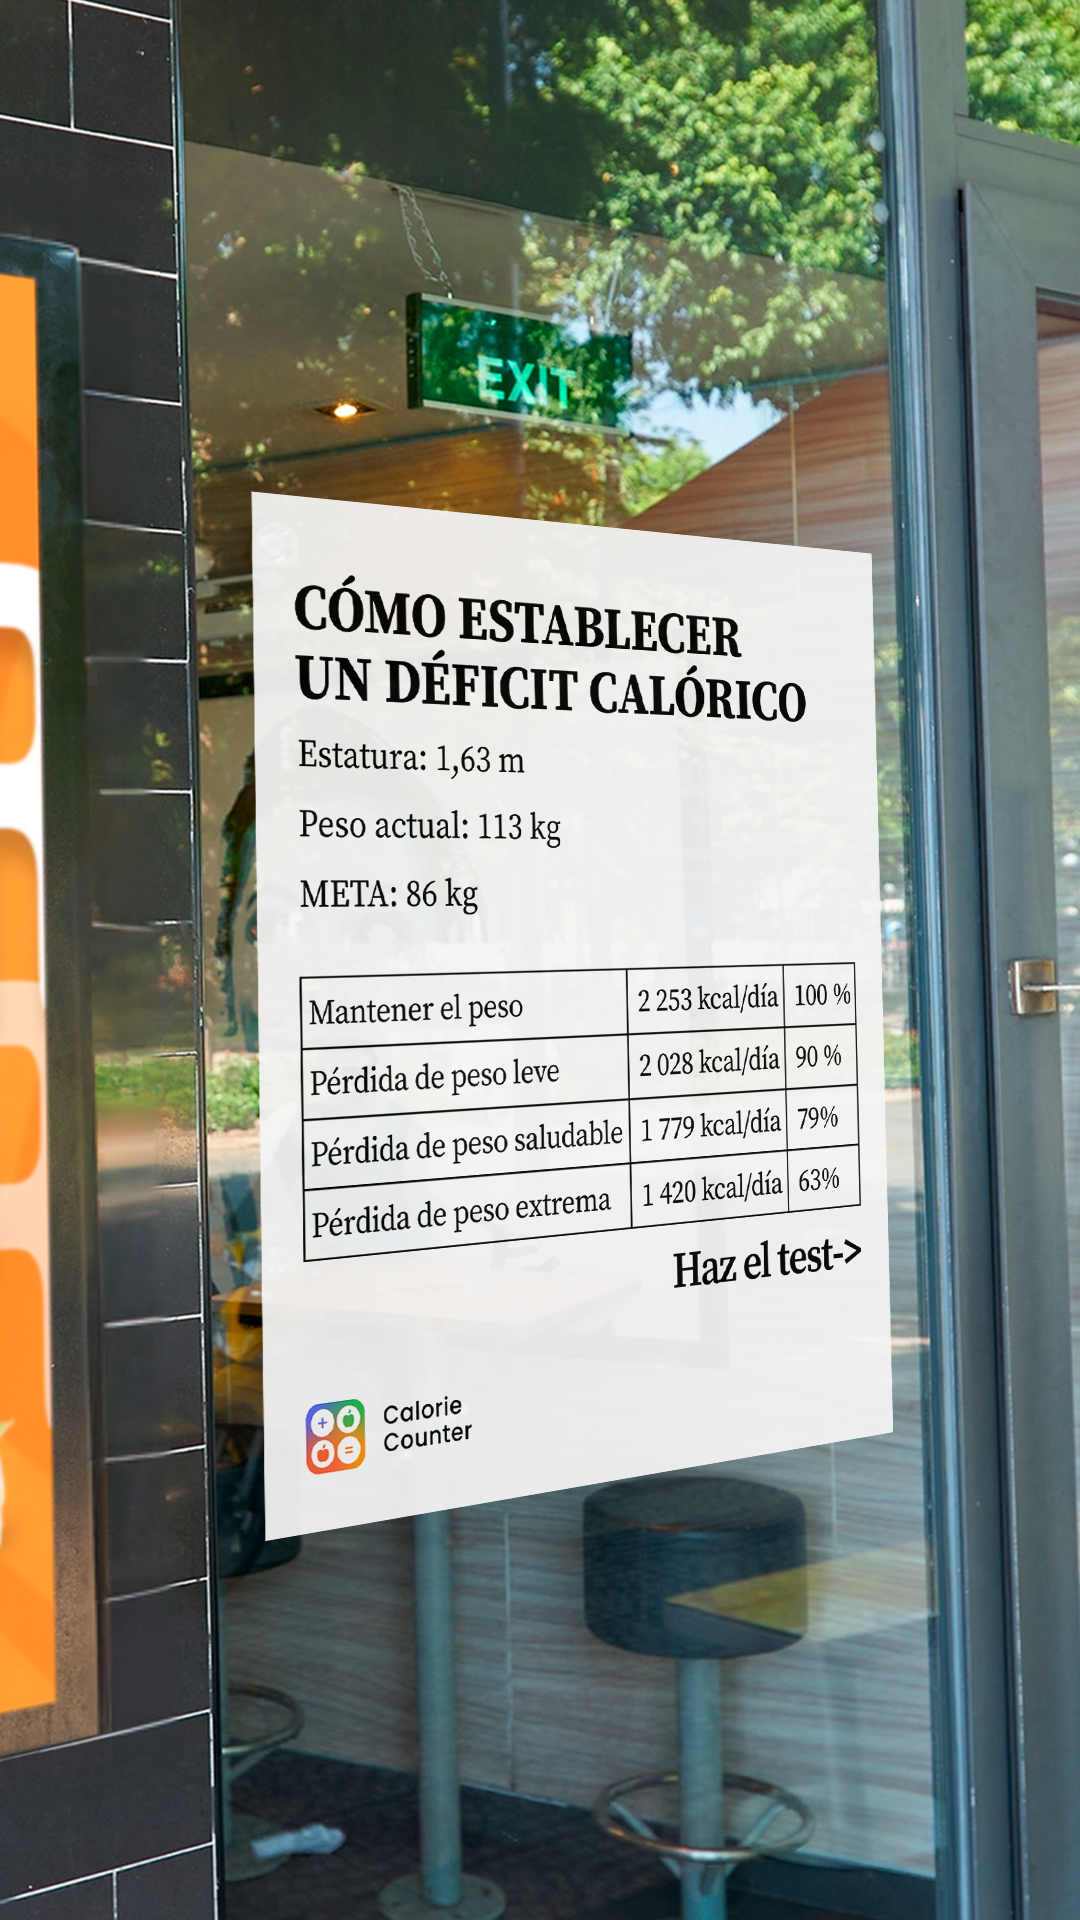 EXIT
CÓMO ESTABLECER
UN DÉFICIT CALÓRICO
Estatura: 1,63 m
Peso actual: 113 kg
META: 86 kg
Mantener el peso 2 253 kcal/día 100 %
Pérdida de peso leve 2 028 kcal/día 90 %
Pérdida de peso saludable 1 779 kcal/día 79%
Pérdida de peso extrema 1 420 kcal/día 63%
Haz el test->
Calorie
Counter